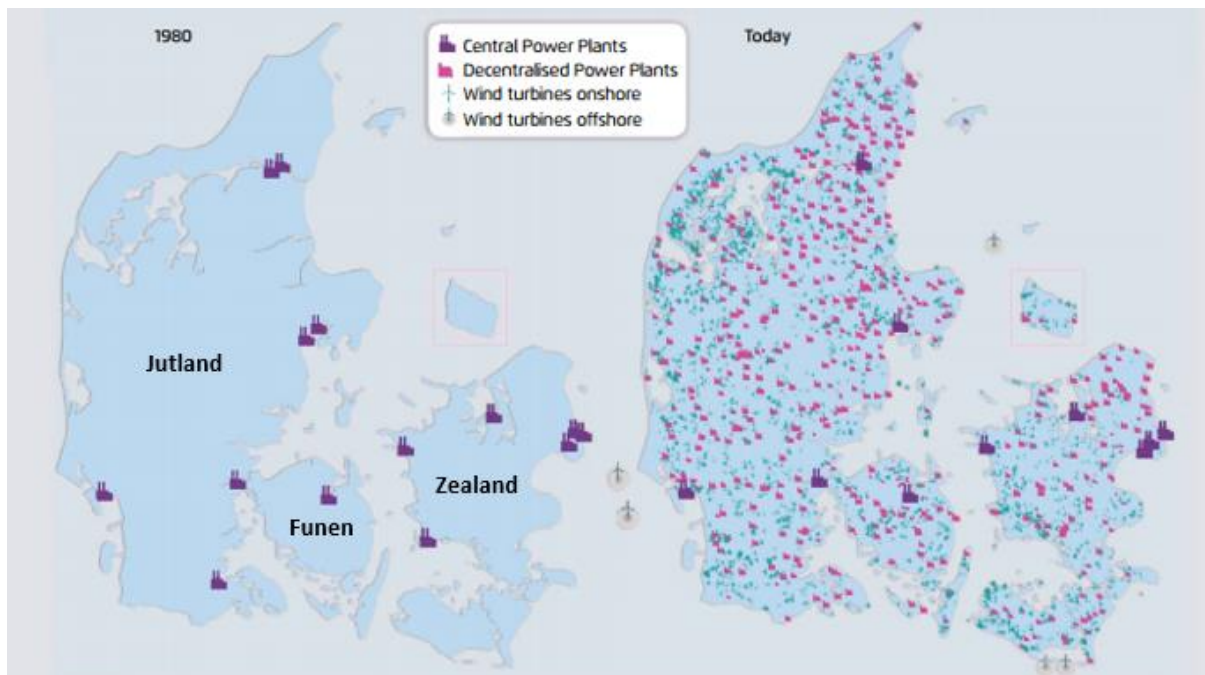 1980
Central Power Plants
Decentralised Power Plants
Wind turbines onshore
Wind turbines offshore
Today
Jutland
Zealand
Funen